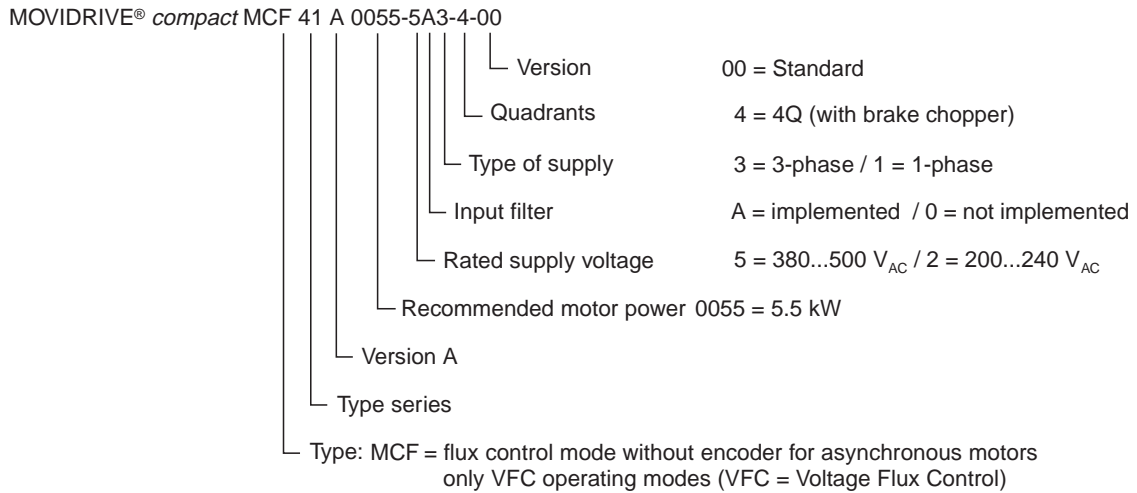 MOVIDRIVE® compact MCF 41 A 0055-5A3-4-00
Version 00 = Standard
Quadrants 4 = 4Q (with brake chopper)
Type of supply 3 = 3-phase / 1 = 1-phase
Input filter A = implemented / 0 = not implemented
Rated supply voltage 5 = 380...500 VAC / 2 = 200...240 VAC
Recommended motor power 0055 = 5.5 kW
Version A
Type series
Type: MCF = flux control mode without encoder for asynchronous motors
only VFC operating modes (VFC = Voltage Flux Control)